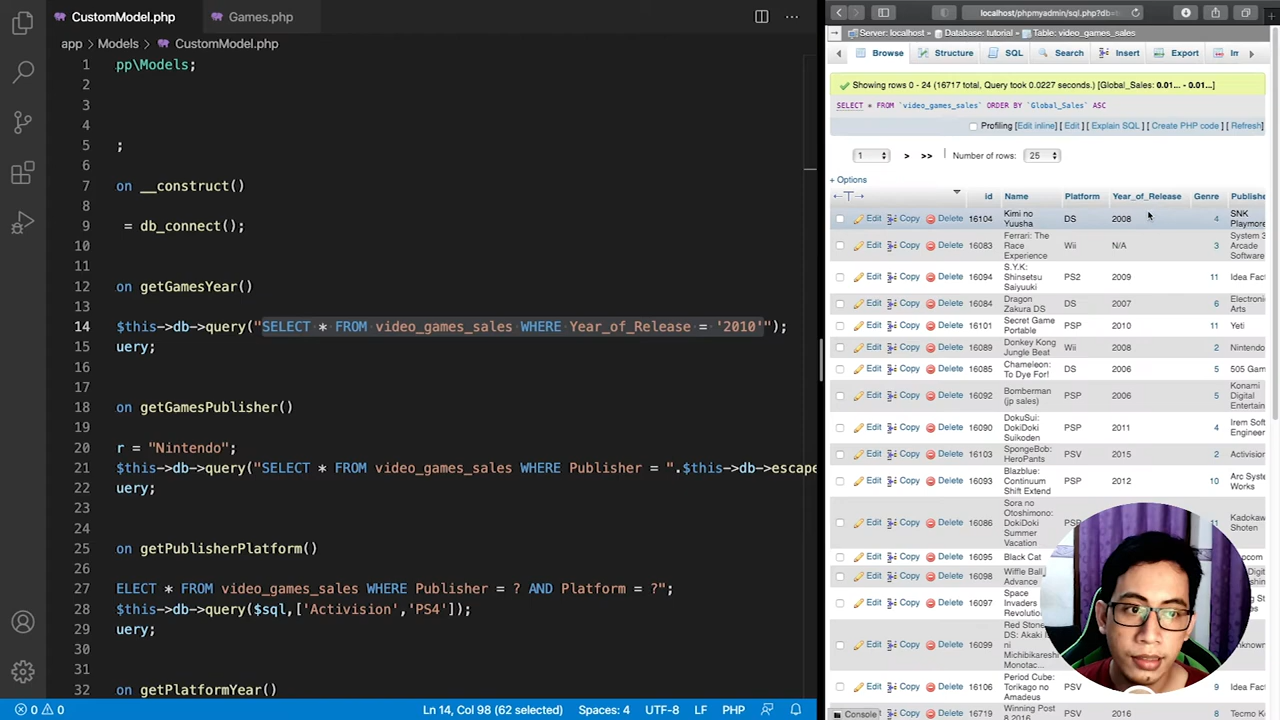 CustomModel.php
Games.php
app > Models > CustomModel.php
1 pp\Models;
2
3
4
5 ;
6
7 on __construct()
8
9 = db_connect();
10
11
12 on getGamesYear()
13
14 $this->db->query("SELECT * FROM video_games_sales WHERE Year_of_Release = '2010'");
15 uery;
16
17
18 on getGamesPublisher()
19
20 r = "Nintendo";
21 $this->db->query("SELECT * FROM video_games_sales WHERE Publisher = ".$this->db->escape
22 uery;
23
24
25 on getPublisherPlatform()
26
27 ELECT * FROM video_games_sales WHERE Publisher = ? AND Platform = ?";
28 $this->db->query($sql,['Activision','PS4']);
29 uery;
30
31
32 on getPlatformYear()
0 0 Ln 14, Col 98 (62 selected) Spaces: 4 UTF-8 LF PHP
localhost/phpmyadmin/sql.php?db=
Server: localhost » Database: tutorial » Table: video_games_sales
Browse Structure SQL Search Insert Export Im
Showing rows 0 - 24 (16717 total, Query took 0.0227 seconds.) [Global_Sales: 0.01... - 0.01...]
SELECT * FROM `video_games_sales` ORDER BY `Global_Sales` ASC
Profiling [Edit inline] [ Edit ] [ Explain SQL ] [ Create PHP code ] [ Refresh]
1 > >> Number of rows: 25
+ Options
←T→ id Name Platform Year_of_Release Genre Publishe
Edit Copy Delete 16104 Kimi no Yuusha DS 2008 4 SNK Playmore
Edit Copy Delete 16083 Ferrari: The Race Experience Wii N/A 3 System 3 Arcade Software
Edit Copy Delete 16094 S.Y.K: Shinsetsu Saiyuuki PS2 2009 11 Idea Fact
Edit Copy Delete 16084 Dragon Zakura DS DS 2007 6 Electronic Arts
Edit Copy Delete 16101 Secret Game Portable PSP 2010 11 Yeti
Edit Copy Delete 16089 Donkey Kong Jungle Beat Wii 2008 2 Nintendo
Edit Copy Delete 16085 Chameleon: To Dye For! DS 2006 5 505 Gam
Edit Copy Delete 16092 Bomberman (jp sales) PSP 2006 5 Konami Digital Entertain
Edit Copy Delete 16090 DokuSui: DokiDoki Suikoden PSP 2011 4 Irem Soft Engineer
Edit Copy Delete 16103 SpongeBob: HeroPants PSV 2015 2 Activision
Edit Copy Delete 16093 Blazblue: Continuum Shift Extend PSP 2012 10 Arc Syste Works
Edit Copy Delete 16086 Sora no Otoshimono: DokiDoki Summer Vacation PSP 11 Kadokaw Shoten
Edit Copy Delete 16095 Black Cat pcom
Edit Copy Delete 16098 Wiffle Ball Advance
Edit Copy Delete 16097 Space Invaders Revolution
Edit Copy Delete 16099 Red Stone DS: Akaki I ni Michibikareshi Monotac... nknown
Edit Copy Delete 16106 Period Cube: Torikago no Amadeus PSV 9 Idea Fact
Edit Copy Delete 16719 Winning Post 8 2016 PSV 2016 8 Tecmo K
Console